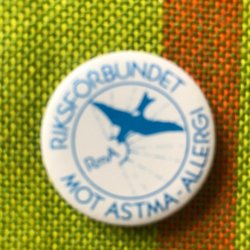 RIKSFÖRBUNDET
MOT ASTMA-ALLERGI
RmA